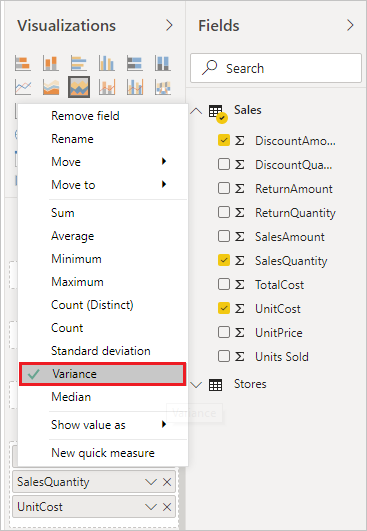 Visualizations
Fields
Search
Remove field
Rename
Move
Move to
Sum
Average
Minimum
Maximum
Count (Distinct)
Count
Standard deviation
Variance
Median
Show value as
New quick measure
Variance
SalesQuantity
UnitCost
Sales
DiscountAmo...
DiscountQua...
ReturnAmount
ReturnQuantity
SalesAmount
SalesQuantity
TotalCost
UnitCost
UnitPrice
Units Sold
Stores